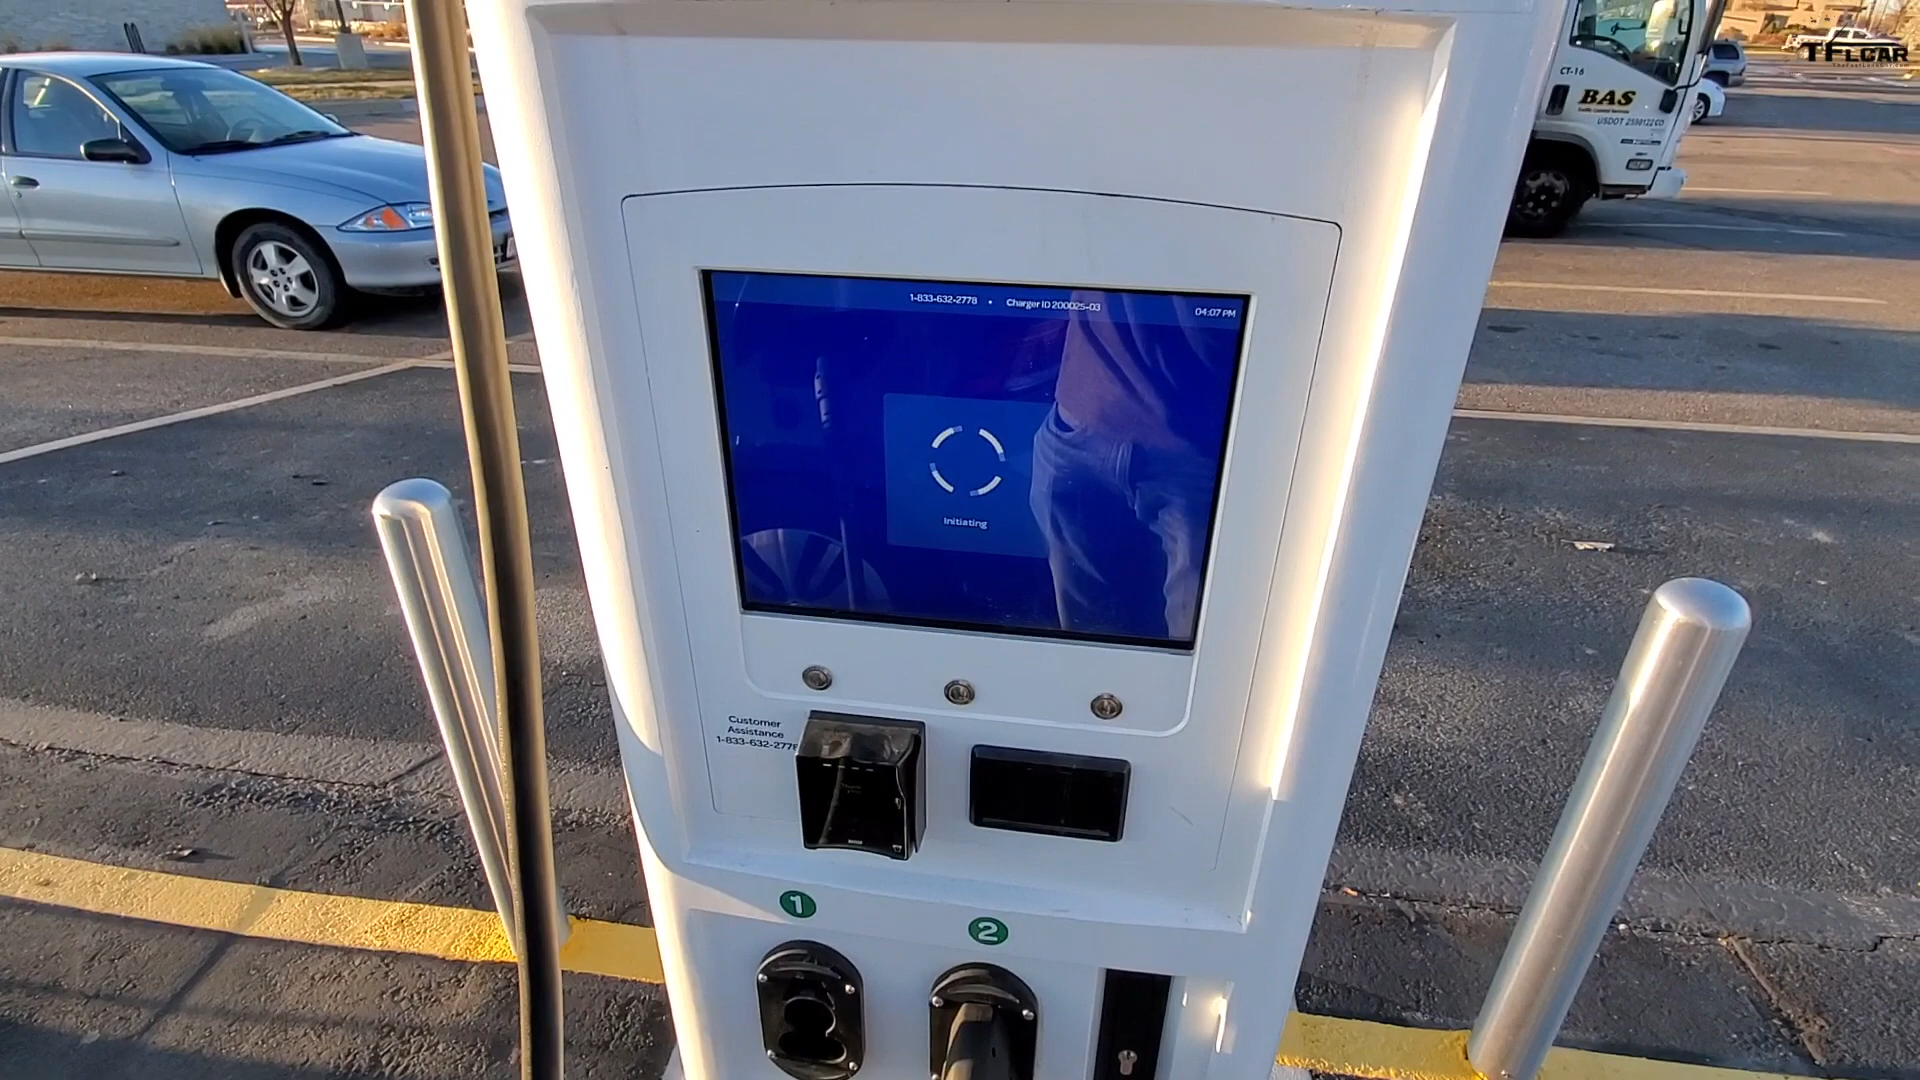 TFLCAR
CT-16
BAS
USDOT 2538122 CO
1-833-632-2778 • Charger ID 200025-03
04:07 PM
Initiating
Customer
Assistance
1-833-632-2778
1
2